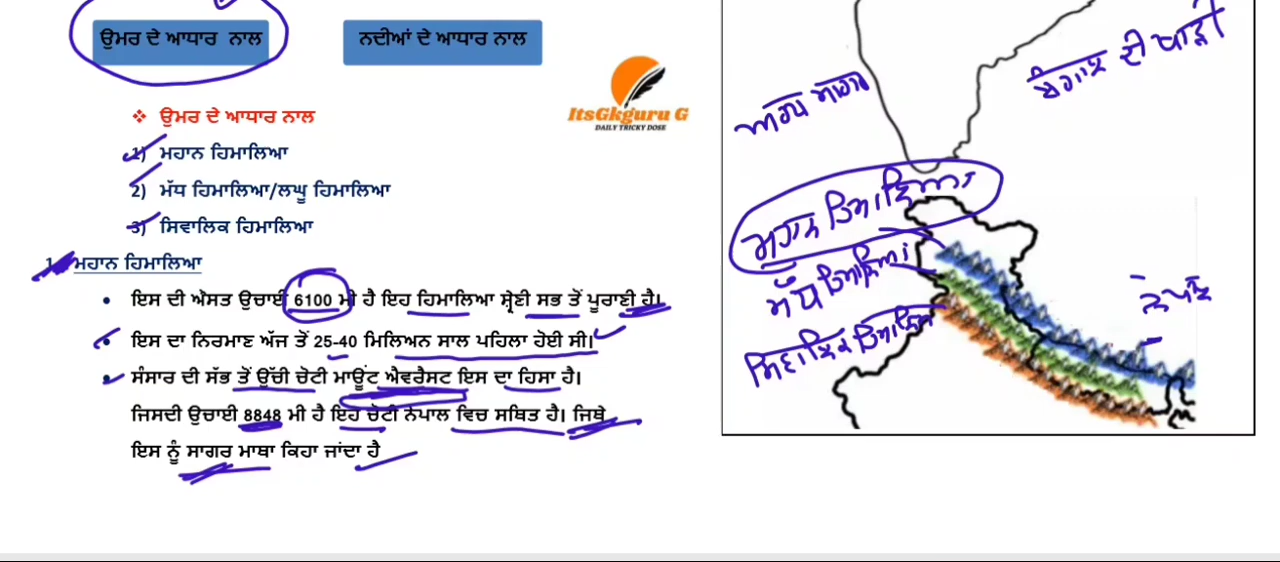 ਉਮਰ ਦੇ ਆਧਾਰ ਨਾਲ
ਨਦੀਆਂ ਦੇ ਆਧਾਰ ਨਾਲ
ItsGkguru G
DAILY TRICKY DOSE
❖ ਉਮਰ ਦੇ ਆਧਾਰ ਨਾਲ
1) ਮਹਾਨ ਹਿਮਾਲਿਆ
2) ਮੱਧ ਹਿਮਾਲਿਆ/ਲਘੂ ਹਿਮਾਲਿਆ
3) ਸਿਵਾਲਿਕ ਹਿਮਾਲਿਆ
1. ਮਹਾਨ ਹਿਮਾਲਿਆ
• ਇਸ ਦੀ ਔਸਤ ਉਚਾਈ 6100 ਮੀ ਹੈ ਇਹ ਹਿਮਾਲਿਆ ਸ਼੍ਰੇਣੀ ਸਭ ਤੋਂ ਪੂਰਾਣੀ ਹੈ।
• ਇਸ ਦਾ ਨਿਰਮਾਣ ਅੱਜ ਤੋਂ 25-40 ਮਿਲਿਅਨ ਸਾਲ ਪਹਿਲਾ ਹੋਈ ਸੀ।
• ਸੰਸਾਰ ਦੀ ਸੱਭ ਤੋਂ ਉੱਚੀ ਚੋਟੀ ਮਾਊਂਟ ਐਵਰੈਸਟ ਇਸ ਦਾ ਹਿਸਾ ਹੈ।
ਜਿਸਦੀ ਉਚਾਈ 8848 ਮੀ ਹੈ ਇਹ ਚੋਟੀ ਨੇਪਾਲ ਵਿਚ ਸਥਿਤ ਹੈ। ਜਿਥੇ
ਇਸ ਨੂੰ ਸਾਗਰ ਮਾਥਾ ਕਿਹਾ ਜਾਂਦਾ ਹੈ
ਅਰਬ ਸਾਗਰ
ਬੰਗਾਲ ਦੀ ਖਾੜੀ
ਮਹਾਨ ਹਿਮਾਲਿਆ
ਮੱਧ ਹਿਮਾਲਿਆ
ਸਿਵਾਲਿਕ ਹਿਮਾਲਿਆ
ਨੇਪਾਲ